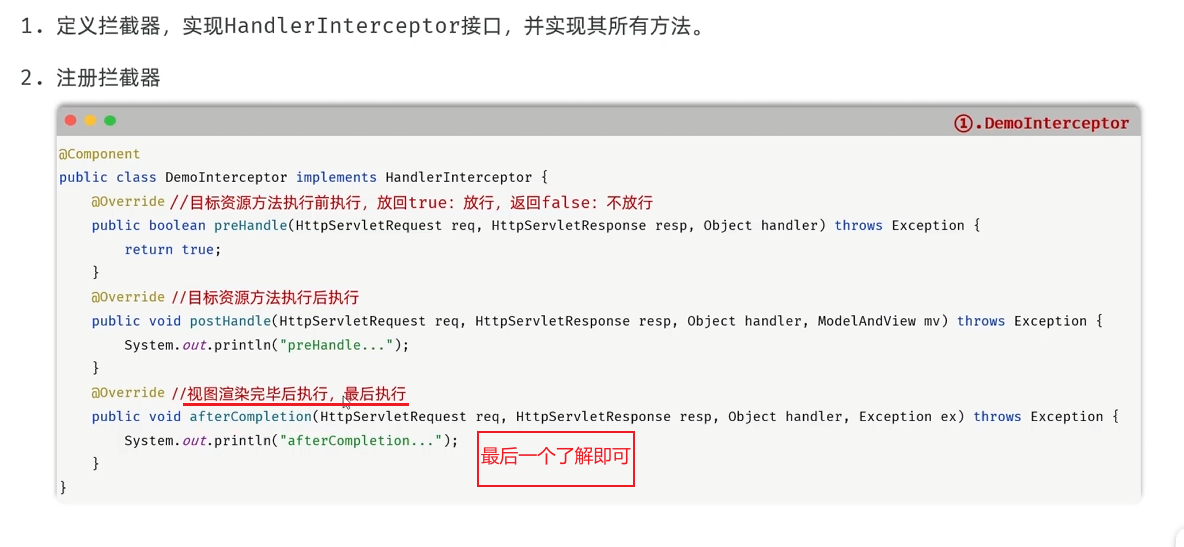 1. 定义拦截器，实现HandlerInterceptor接口，并实现其所有方法。
2. 注册拦截器
①.DemoInterceptor
@Component
public class DemoInterceptor implements HandlerInterceptor {
@Override //目标资源方法执行前执行，放回true：放行，返回false：不放行
public boolean preHandle(HttpServletRequest req, HttpServletResponse resp, Object handler) throws Exception {
return true;
}
@Override //目标资源方法执行后执行
public void postHandle(HttpServletRequest req, HttpServletResponse resp, Object handler, ModelAndView mv) throws Exception {
System.out.println("preHandle...");
}
@Override //视图渲染完毕后执行，最后执行
public void afterCompletion(HttpServletRequest req, HttpServletResponse resp, Object handler, Exception ex) throws Exception {
System.out.println("afterCompletion...");
最后一个了解即可
}
}